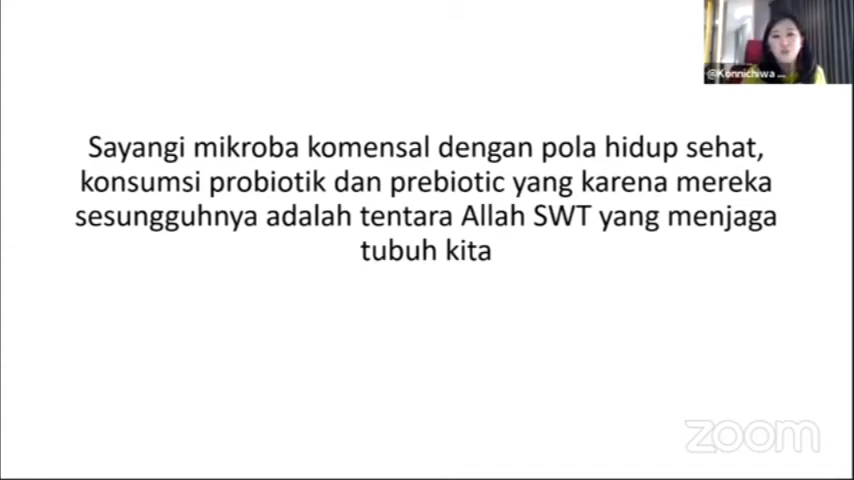 @Konnichiwa ...
Sayangi mikroba komensal dengan pola hidup sehat,
konsumsi probiotik dan prebiotic yang karena mereka
sesungguhnya adalah tentara Allah SWT yang menjaga
tubuh kita
zoom